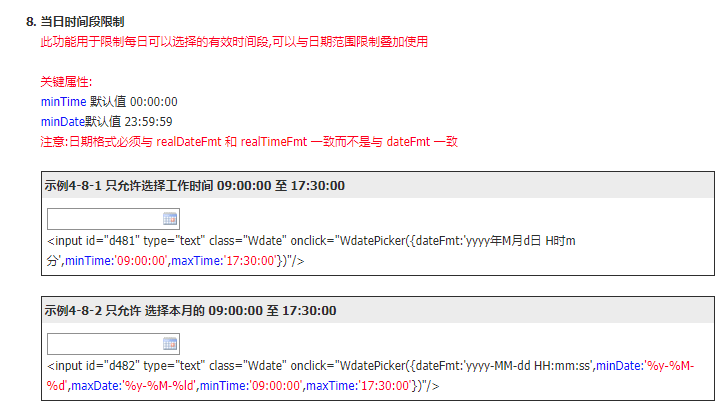 8. 当日时间段限制
此功能用于限制每日可以选择的有效时间段,可以与日期范围限制叠加使用
关键属性:
minTime 默认值 00:00:00
minDate默认值 23:59:59
注意:日期格式必须与 realDateFmt 和 realTimeFmt 一致而不是与 dateFmt 一致
示例4-8-1 只允许选择工作时间 09:00:00 至 17:30:00
<input id="d481" type="text" class="Wdate" onclick="WdatePicker({dateFmt:'yyyy年M月d日 H时m
分',minTime:'09:00:00',maxTime:'17:30:00'})"/>
示例4-8-2 只允许 选择本月的 09:00:00 至 17:30:00
<input id="d482" type="text" class="Wdate" onclick="WdatePicker({dateFmt:'yyyy-MM-dd HH:mm:ss',minDate:'%y-%M-
%d',maxDate:'%y-%M-%ld',minTime:'09:00:00',maxTime:'17:30:00'})"/>